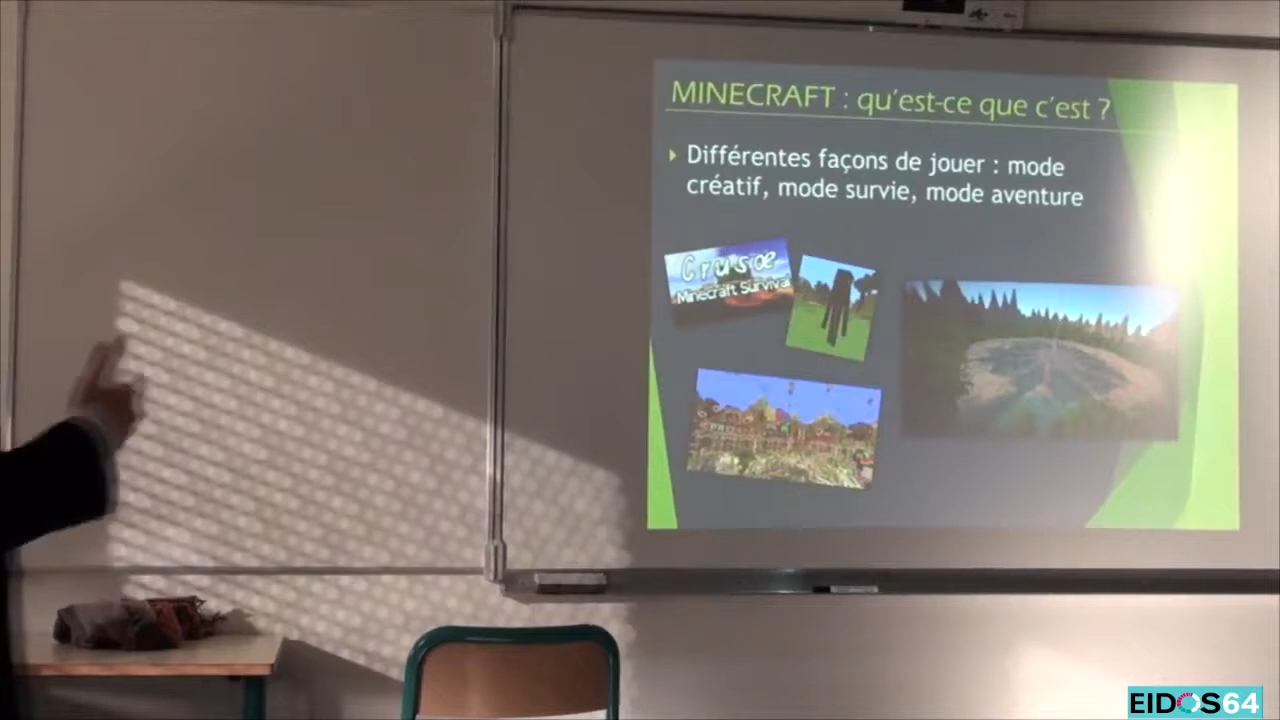 MINECRAFT : qu'est-ce que c'est ?
Différentes façons de jouer : mode
créatif, mode survie, mode aventure
Crusoe
Minecraft Survival
EIDOS64